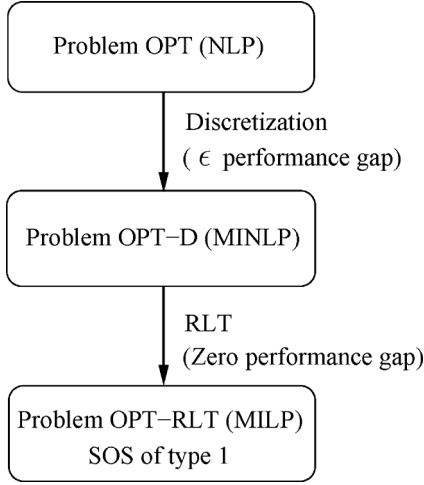 Problem OPT (NLP)
Discretization
( ϵ performance gap)
Problem OPT−D (MINLP)
RLT
(Zero performance gap)
Problem OPT−RLT (MILP)
SOS of type 1